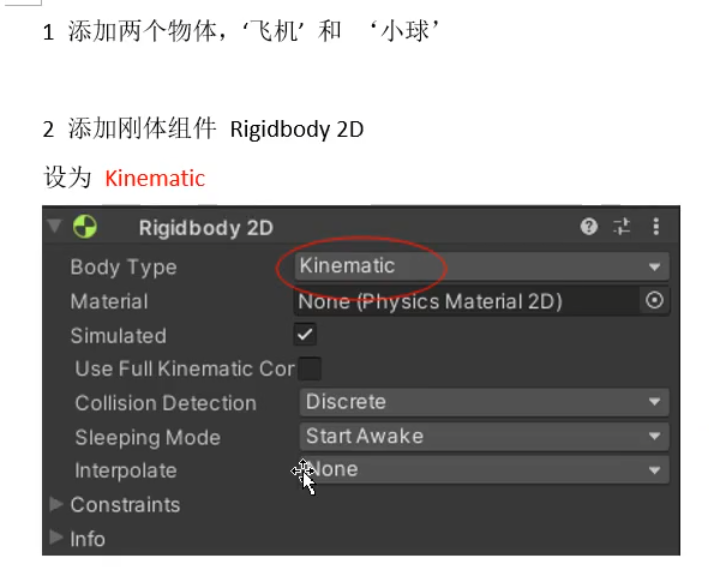 1 添加两个物体，‘飞机’ 和 ‘小球’
2 添加刚体组件 Rigidbody 2D
设为 Kinematic
Rigidbody 2D
Body Type Kinematic
Material None (Physics Material 2D)
Simulated
Use Full Kinematic Cor
Collision Detection Discrete
Sleeping Mode Start Awake
Interpolate None
Constraints
Info